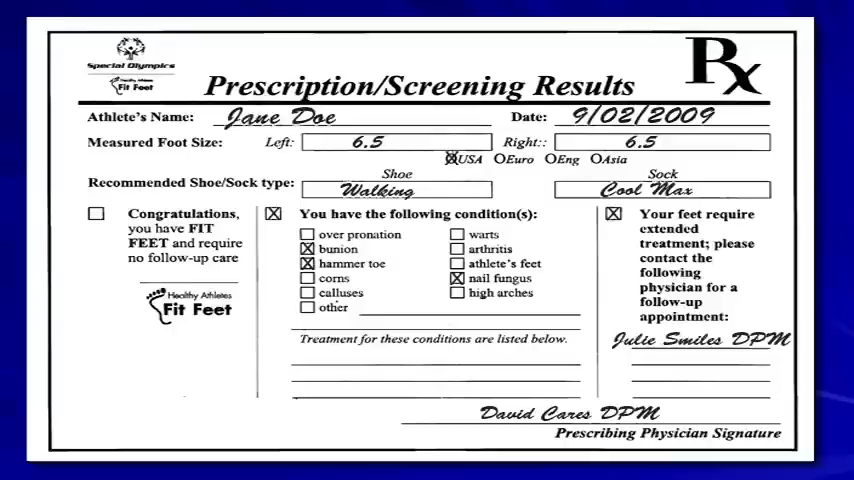 Special Olympics
Healthy Athletes
Fit Feet
Prescription/Screening Results
Rx
Athlete's Name: Jane Doe Date: 9/02/2009
Measured Foot Size: Left: 6.5 Right:: 6.5
USA Euro Eng Asia
Shoe Sock
Recommended Shoe/Sock type: Walking Cool Max
Congratulations,
you have FIT
FEET and require
no follow-up care
Healthy Athletes
Fit Feet
You have the following condition(s):
over pronation warts
bunion arthritis
hammer toe athlete's feet
corns nail fungus
calluses high arches
other
Treatment for these conditions are listed below.
Your feet require
extended
treatment; please
contact the
following
physician for a
follow-up
appointment:
Julie Smiles DPM
David Cares DPM
Prescribing Physician Signature